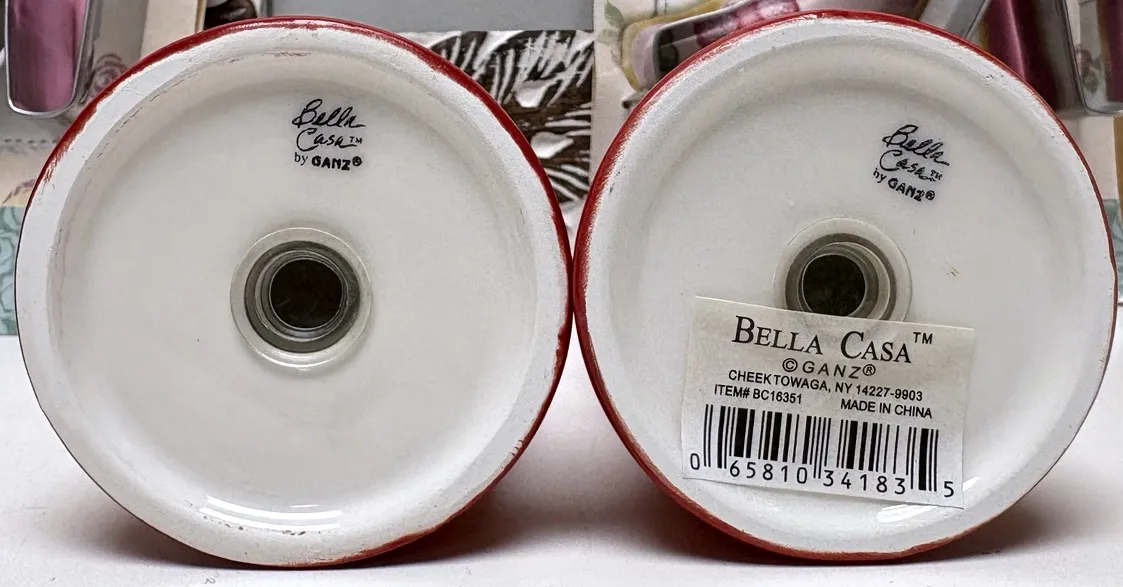 Bella
Casa™
by GANZ®
Bella
Casa™
by GANZ®
BELLA CASA™
©GANZ®
CHEEKTOWAGA, NY 14227-9903
ITEM# BC16351 MADE IN CHINA
0 65810 34183 5